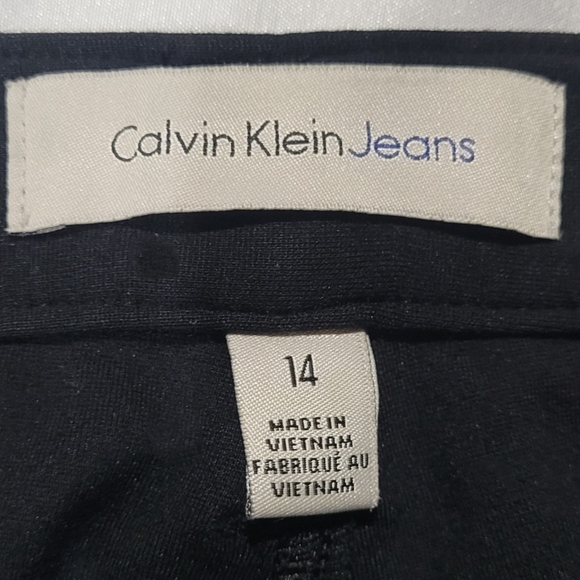 Calvin Klein Jeans
14
MADE IN
VIETNAM
FABRIQUÉ AU
VIETNAM